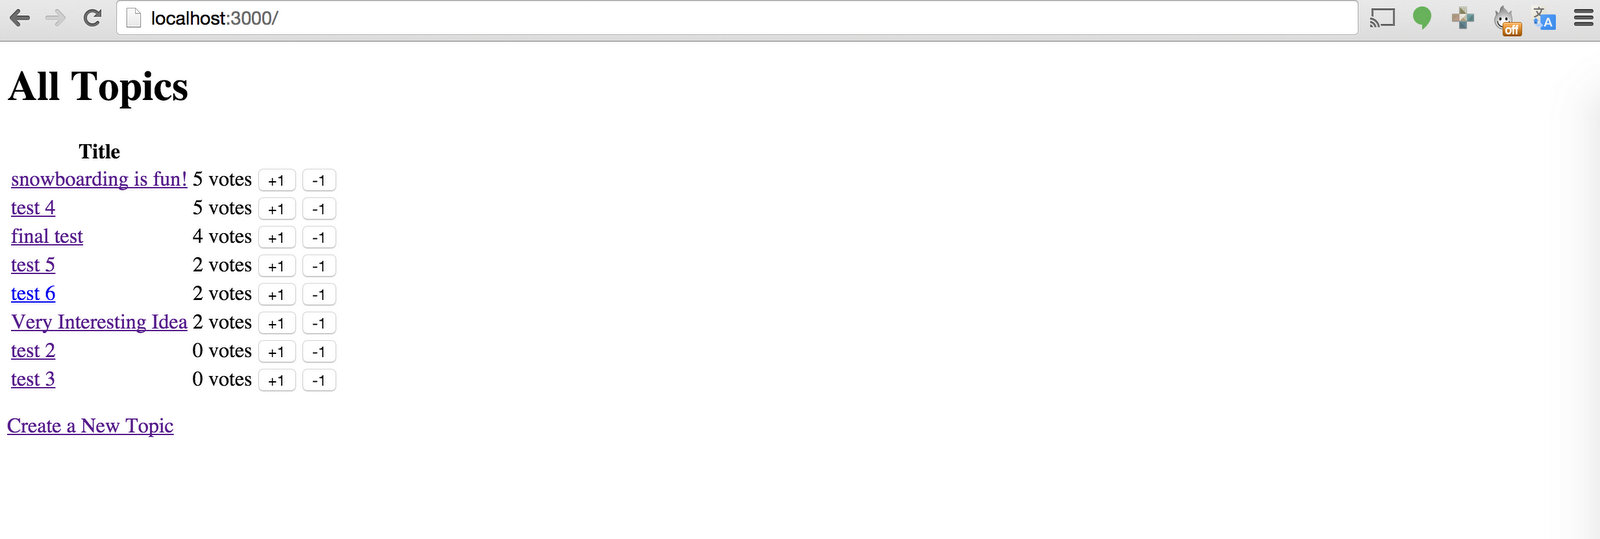 localhost:3000/
off
文 A
All Topics
Title
snowboarding is fun! 5 votes +1 -1
test 4 5 votes +1 -1
final test 4 votes +1 -1
test 5 2 votes +1 -1
test 6 2 votes +1 -1
Very Interesting Idea 2 votes +1 -1
test 2 0 votes +1 -1
test 3 0 votes +1 -1
Create a New Topic